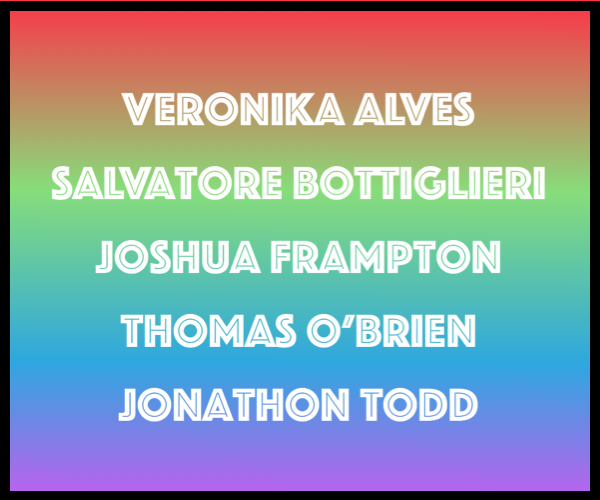 VERONIKA ALVES
SALVATORE BOTTIGLIERI
JOSHUA FRAMPTON
THOMAS O’BRIEN
JONATHON TODD